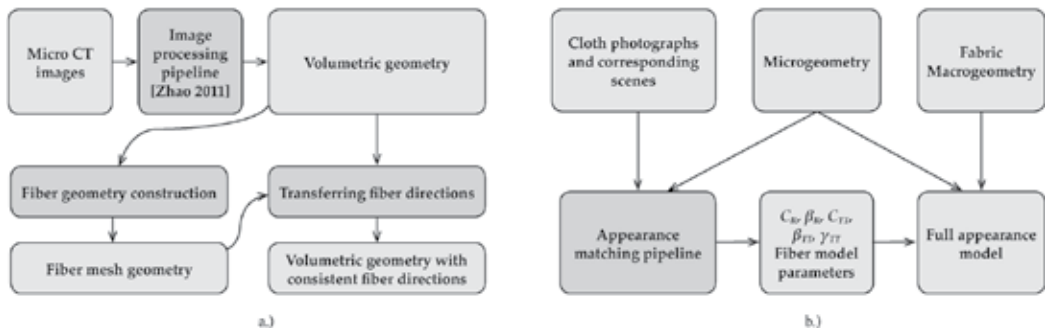 Micro CT
images
Image
processing
pipeline
[Zhao 2011]
Volumetric geometry
Fiber geometry construction
Transferring fiber directions
Fiber mesh geometry
Volumetric geometry with
consistent fiber directions
a.)
Cloth photographs
and corresponding
scenes
Microgeometry
Fabric
Macrogeometry
Appearance
matching pipeline
C_R, β_R, C_TT,
β_TT, γ_TT
Fiber model
parameters
Full appearance
model
b.)